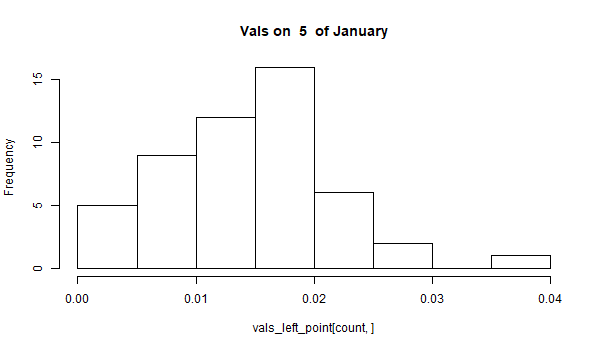 Vals on  5  of January
Frequency
15
10
5
0
0.00 0.01 0.02 0.03 0.04
vals_left_point[count, ]